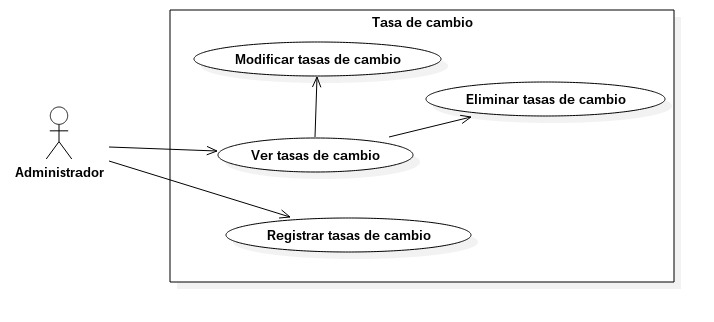 Tasa de cambio
Modificar tasas de cambio
Eliminar tasas de cambio
Ver tasas de cambio
Administrador
Registrar tasas de cambio